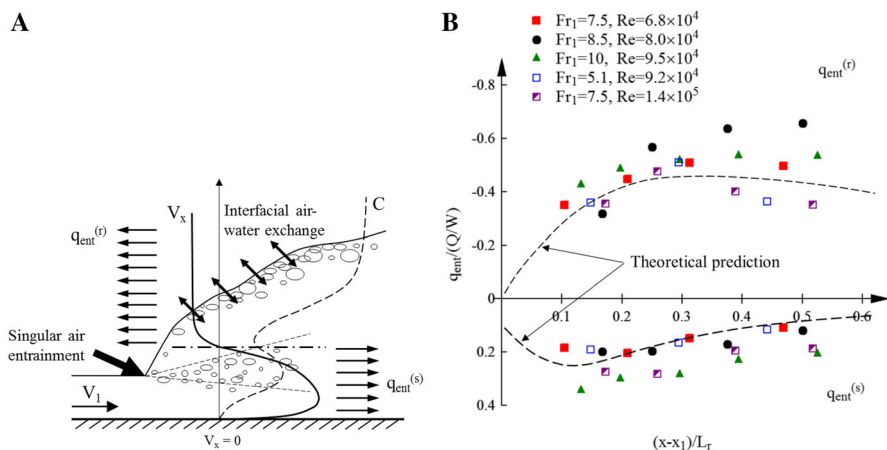 A
V_x
C
Interfacial air-
water exchange
q_ent^(r)
Singular air
entrainment
V_1
q_ent^(s)
V_x = 0
B
Fr_1=7.5, Re=6.8×10^4
Fr_1=8.5, Re=8.0×10^4
Fr_1=10, Re=9.5×10^4
Fr_1=5.1, Re=9.2×10^4
Fr_1=7.5, Re=1.4×10^5
q_ent^(r)
-0.8
-0.6
-0.4
-0.2
0
0.2
0.4
q_ent/(Q/W)
Theoretical prediction
0.1 0.2 0.3 0.4 0.5 0.6
q_ent^(s)
(x-x_1)/L_r